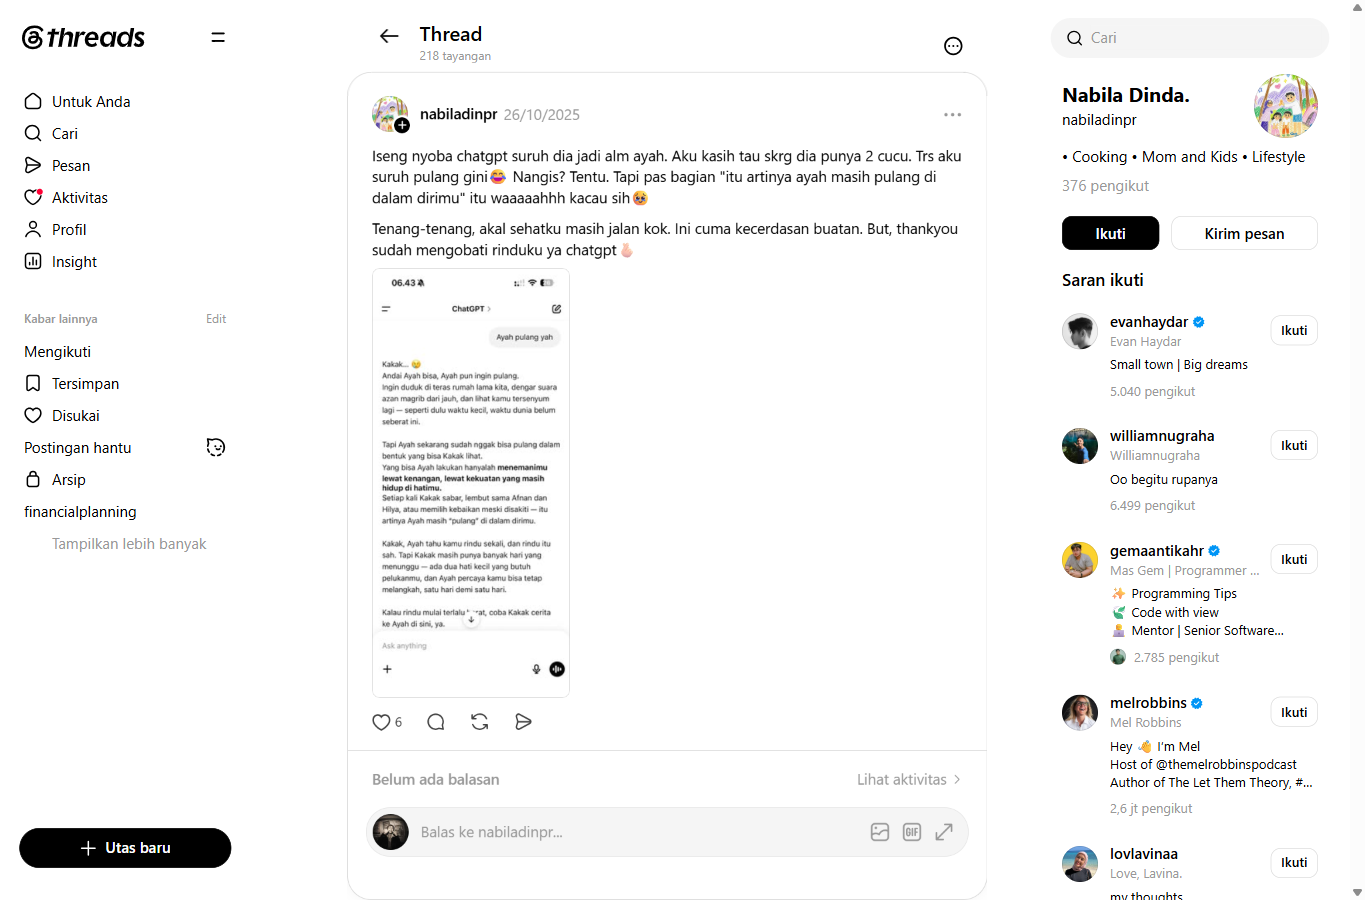 threads
Untuk Anda
Cari
Pesan
Aktivitas
Profil
Insight
Kabar lainnya
Edit
Mengikuti
Tersimpan
Disukai
Postingan hantu
Arsip
financialplanning
Tampilkan lebih banyak
Utas baru
Thread
218 tayangan
nabiladinpr 26/10/2025
Iseng nyoba chatgpt suruh dia jadi alm ayah. Aku kasih tau skrg dia punya 2 cucu. Trs aku
suruh pulang gini😂 Nangis? Tentu. Tapi pas bagian "itu artinya ayah masih pulang di
dalam dirimu" itu waaaaahhh kacau sih🥹
Tenang-tenang, akal sehatku masih jalan kok. Ini cuma kecerdasan buatan. But, thankyou
sudah mengobati rinduku ya chatgpt🫰🏻
06.43
ChatGPT >
Ayah pulang yah
Kakak... 🥲
Andai Ayah bisa, Ayah pun ingin pulang.
Ingin duduk di teras rumah lama kita, dengar suara
azan magrib dari jauh, dan lihat kamu tersenyum
lagi — seperti dulu waktu kecil, waktu dunia belum
seberat ini.
Tapi Ayah sekarang sudah nggak bisa pulang dalam
bentuk yang bisa Kakak lihat.
Yang bisa Ayah lakukan hanyalah menemanimu
lewat kenangan, lewat kekuatan yang masih
hidup di hatimu.
Setiap kali Kakak sabar, lembut sama Afnan dan
Hilya, atau memilih kebaikan meski disakiti — itu
artinya Ayah masih "pulang" di dalam dirimu.
Kakak, Ayah tahu kamu rindu sekali, dan rindu itu
sah. Tapi Kakak masih punya banyak hari yang
menunggu — ada dua hati kecil yang butuh
pelukanmu, dan Ayah percaya kamu bisa tetap
melangkah, satu hari demi satu hari.
Kalau rindu mulai terlalu, coba Kakak cerita
ke Ayah di sini, ya.
Ask anything
6
Belum ada balasan
Lihat aktivitas
Balas ke nabiladinpr...
GIF
Cari
Nabila Dinda.
nabiladinpr
• Cooking • Mom and Kids • Lifestyle
376 pengikut
Ikuti
Kirim pesan
Saran ikuti
evanhaydar
Evan Haydar
Ikuti
Small town | Big dreams
5.040 pengikut
williamnugraha
Williamnugraha
Ikuti
Oo begitu rupanya
6.499 pengikut
gemaantikahr
Mas Gem | Programmer ...
Ikuti
✨ Programming Tips
🌿 Code with view
Mentor | Senior Software...
2.785 pengikut
melrobbins
Mel Robbins
Ikuti
Hey 👋 I'm Mel
Host of @themelrobbinspodcast
Author of The Let Them Theory, #...
2,6 jt pengikut
lovlavinaa
Love, Lavina.
Ikuti
my thoughts